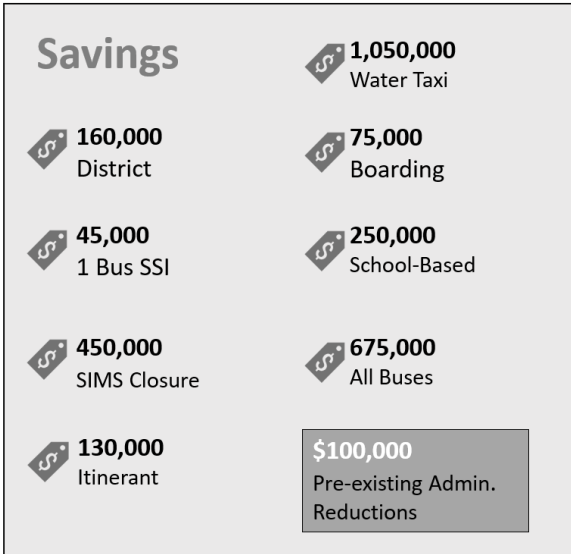 Savings
160,000
District
45,000
1 Bus SSI
450,000
SIMS Closure
130,000
Itinerant
1,050,000
Water Taxi
75,000
Boarding
250,000
School-Based
675,000
All Buses
$100,000
Pre-existing Admin.
Reductions